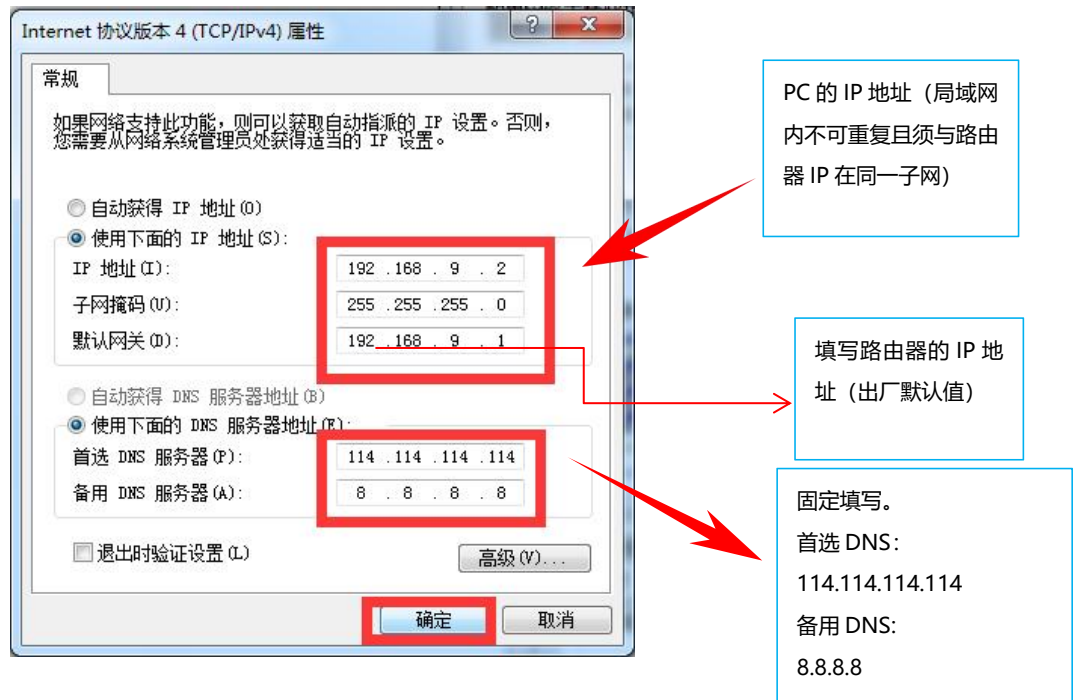 Internet 协议版本 4 (TCP/IPv4) 属性
常规
如果网络支持此功能，则可以获取自动指派的 IP 设置。否则，
您需要从网络系统管理员处获得适当的 IP 设置。
自动获得 IP 地址(O)
使用下面的 IP 地址(S):
IP 地址(I): 192 .168 . 9 . 2
子网掩码(U): 255 .255 .255 . 0
默认网关(D): 192 .168 . 9 . 1
自动获得 DNS 服务器地址(B)
使用下面的 DNS 服务器地址(E):
首选 DNS 服务器(P): 114 .114 .114 .114
备用 DNS 服务器(A): 8 . 8 . 8 . 8
退出时验证设置(L)
高级(V)...
确定
取消
PC 的 IP 地址（局域网
内不可重复且须与路由
器 IP 在同一子网）
填写路由器的 IP 地
址（出厂默认值）
固定填写。
首选 DNS：
114.114.114.114
备用 DNS:
8.8.8.8